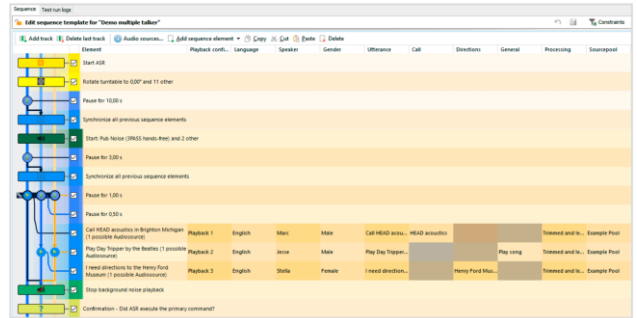 Sequence Test run logs
Edit sequence template for "Demo multiple talker"
Constraints
Add track Delete last track Audio sources... Add sequence element Copy Cut Paste Delete
Element Playback confi... Language Speaker Gender Utterance Call Directions General Processing Sourcepool
Start ASR
Rotate turntable to 0,00° and 11 other
Pause for 10,00 s
Synchronize all previous sequence elements
Start: Pub Noise (3PASS hands-free) and 2 other
Pause for 3,00 s
Synchronize all previous sequence elements
Pause for 1,00 s
Pause for 0,50 s
Call HEAD acoustics in Brighton Michigan
(1 possible Audiosource)
Playback 1 English Marc Male Call HEAD acou... HEAD acoustics Trimmed and le... Example Pool
Play Day Tripper by the Beatles (1 possible
Audiosource)
Playback 2 English Jesse Male Play Day Tripper... Play song Trimmed and le... Example Pool
I need directions to the Henry Ford
Museum (1 possible Audiosource)
Playback 3 English Stella Female I need direction... Henry Ford Mus... Trimmed and le... Example Pool
Stop background noise playback
Confirmation - Did ASR execute the primary command?